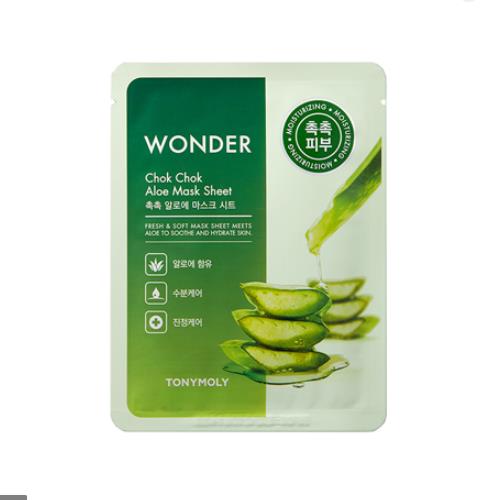 WONDER
Chok Chok
Aloe Mask Sheet
촉촉 알로에 마스크 시트
FRESH & SOFT MASK SHEET MEETS
ALOE TO SOOTHE AND HYDRATE SKIN.
알로에 함유
수분케어
진정케어
TONYMOLY
MOISTURIZING • MOISTURIZING •
촉촉
피부